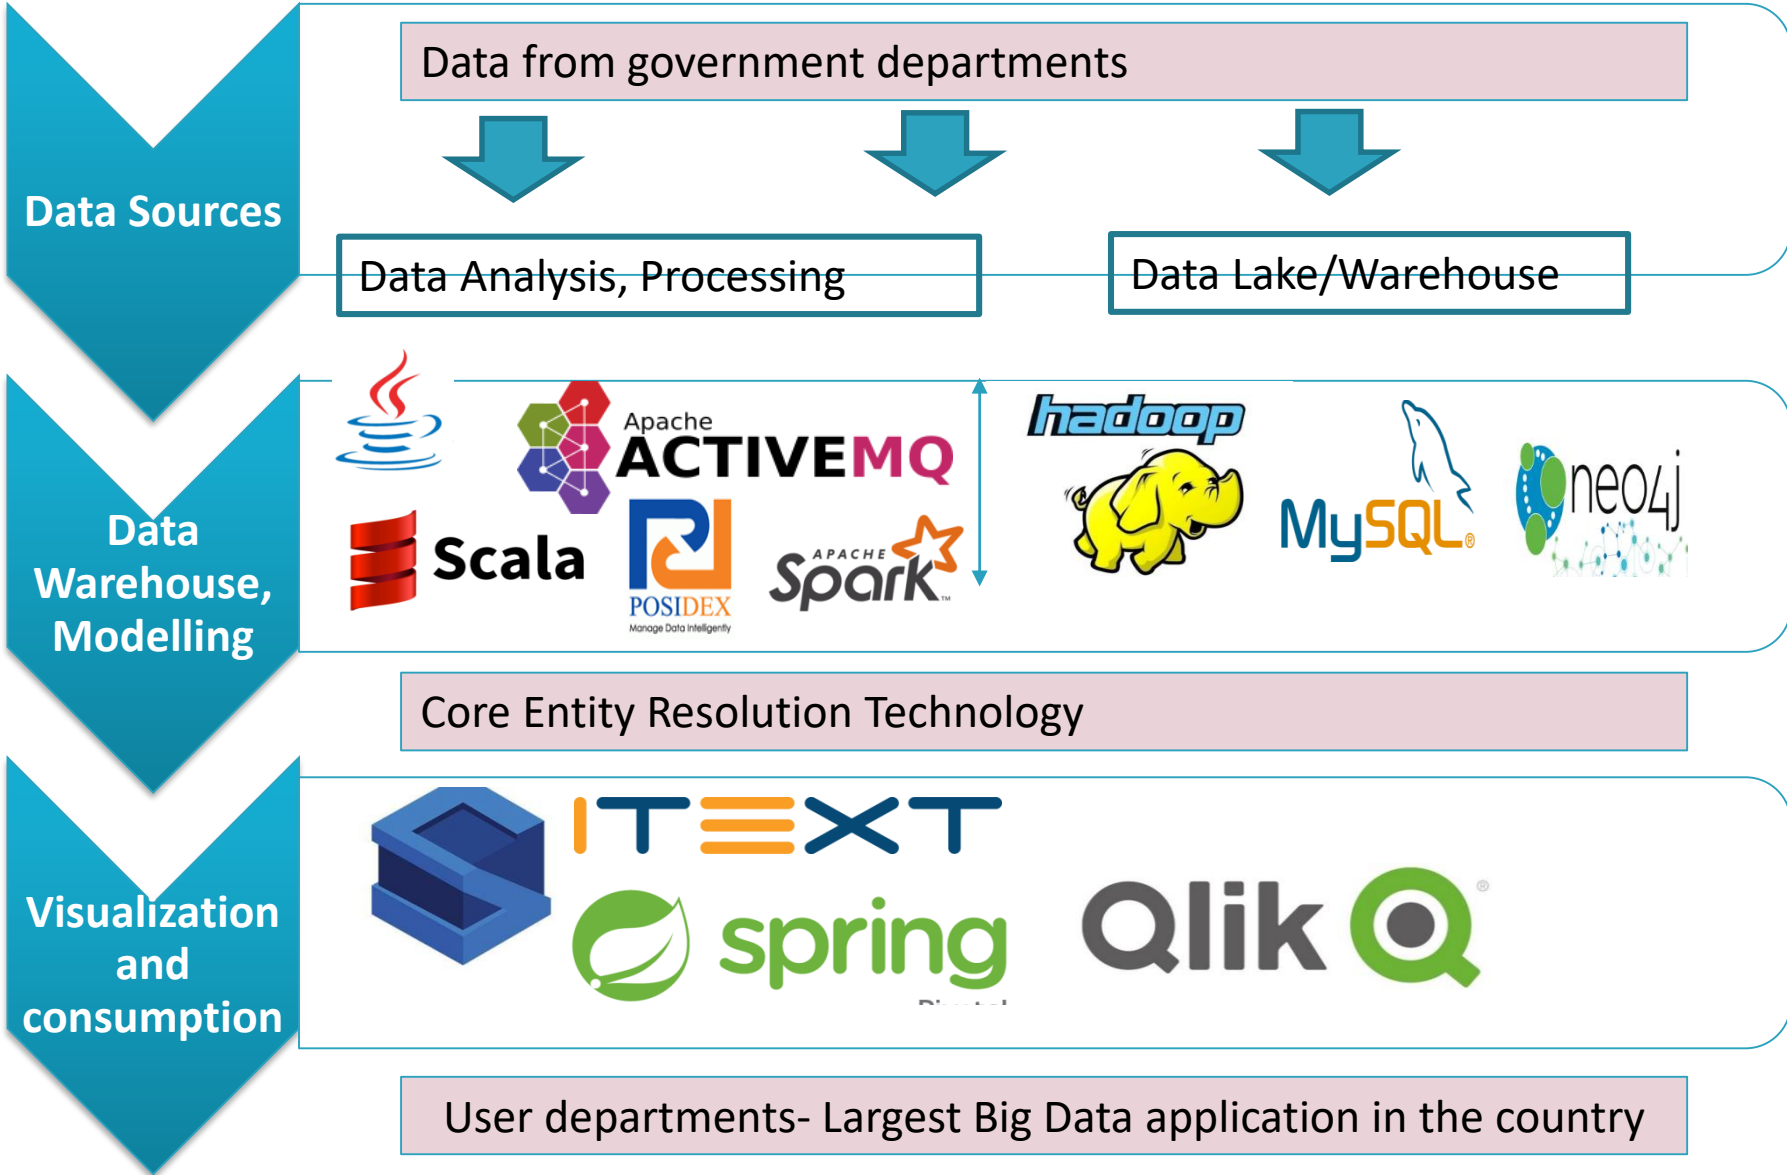 Data from government departments
Data Sources
Data Analysis, Processing
Data Lake/Warehouse
Apache
ACTIVEMQ
hadoop
MySQL®
neo4j
Scala
POSIDEX
Manage Data Intelligently
APACHE
Spark™
Data
Warehouse,
Modelling
Core Entity Resolution Technology
ITEXT
spring
Qlik Q®
Visualization
and
consumption
User departments- Largest Big Data application in the country